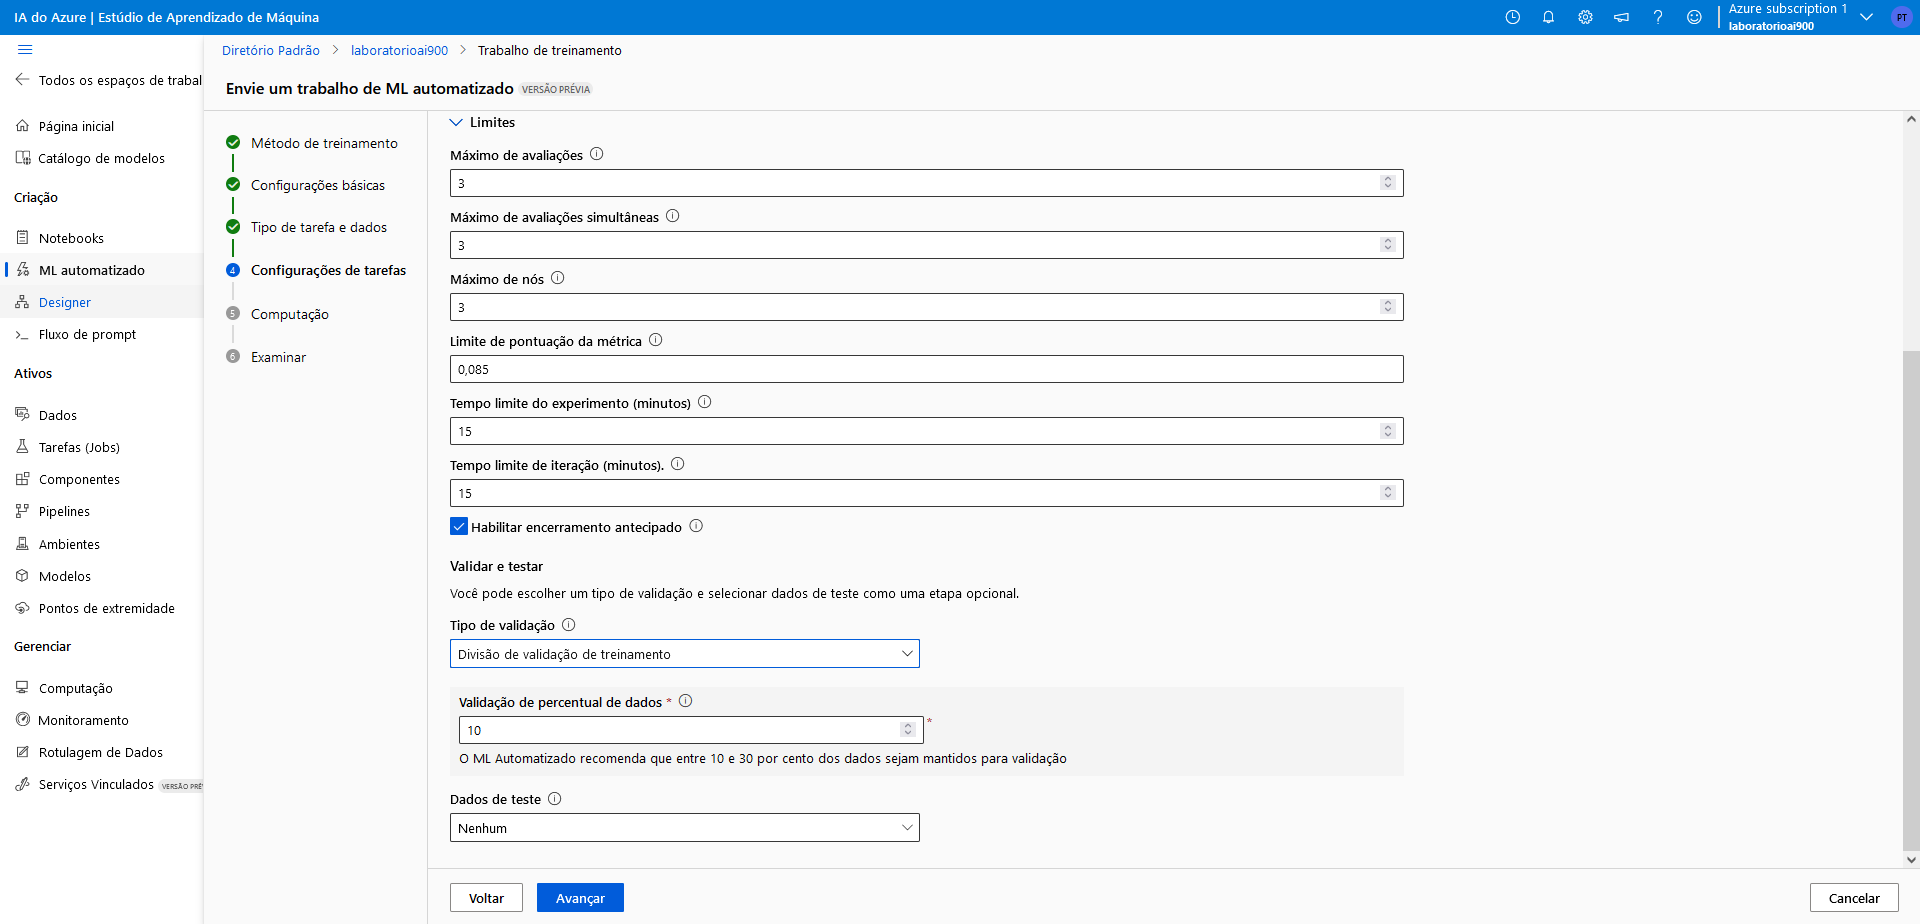 IA do Azure | Estúdio de Aprendizado de Máquina
Azure subscription 1
laboratorioai900
PT
Todos os espaços de trabal
Página inicial
Catálogo de modelos
Criação
Notebooks
ML automatizado
Designer
Fluxo de prompt
Ativos
Dados
Tarefas (Jobs)
Componentes
Pipelines
Ambientes
Modelos
Pontos de extremidade
Gerenciar
Computação
Monitoramento
Rotulagem de Dados
Serviços Vinculados VERSÃO PRÉ
Diretório Padrão > laboratorioai900 > Trabalho de treinamento
Envie um trabalho de ML automatizado VERSÃO PRÉVIA
Método de treinamento
Configurações básicas
Tipo de tarefa e dados
4 Configurações de tarefas
5 Computação
6 Examinar
Limites
Máximo de avaliações
3
Máximo de avaliações simultâneas
3
Máximo de nós
3
Limite de pontuação da métrica
0,085
Tempo limite do experimento (minutos)
15
Tempo limite de iteração (minutos).
15
Habilitar encerramento antecipado
Validar e testar
Você pode escolher um tipo de validação e selecionar dados de teste como uma etapa opcional.
Tipo de validação
Divisão de validação de treinamento
Validação de percentual de dados *
10 *
O ML Automatizado recomenda que entre 10 e 30 por cento dos dados sejam mantidos para validação
Dados de teste
Nenhum
Voltar
Avançar
Cancelar